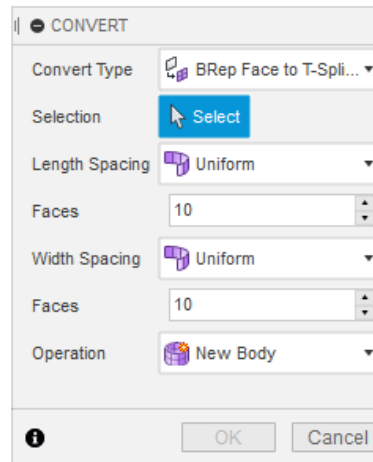 CONVERT
Convert Type BRep Face to T-Spli...
Selection Select
Length Spacing Uniform
Faces 10
Width Spacing Uniform
Faces 10
Operation New Body
OK Cancel